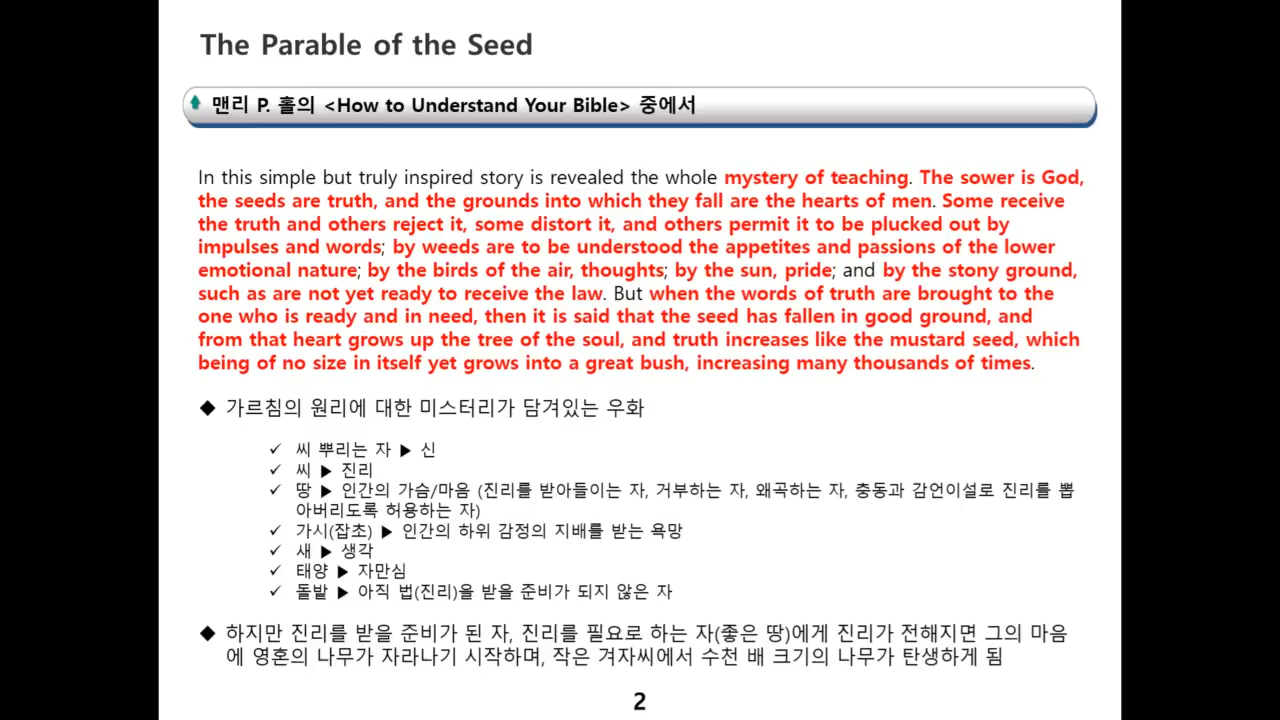 The Parable of the Seed
맨리 P. 홀의 <How to Understand Your Bible> 중에서
In this simple but truly inspired story is revealed the whole mystery of teaching. The sower is God,
the seeds are truth, and the grounds into which they fall are the hearts of men. Some receive
the truth and others reject it, some distort it, and others permit it to be plucked out by
impulses and words; by weeds are to be understood the appetites and passions of the lower
emotional nature; by the birds of the air, thoughts; by the sun, pride; and by the stony ground,
such as are not yet ready to receive the law. But when the words of truth are brought to the
one who is ready and in need, then it is said that the seed has fallen in good ground, and
from that heart grows up the tree of the soul, and truth increases like the mustard seed, which
being of no size in itself yet grows into a great bush, increasing many thousands of times.
◆ 가르침의 원리에 대한 미스터리가 담겨있는 우화
✓ 씨 뿌리는 자 ▶ 신
✓ 씨 ▶ 진리
✓ 땅 ▶ 인간의 가슴/마음 (진리를 받아들이는 자, 거부하는 자, 왜곡하는 자, 충동과 감언이설로 진리를 뽑
아버리도록 허용하는 자)
✓ 가시(잡초) ▶ 인간의 하위 감정의 지배를 받는 욕망
✓ 새 ▶ 생각
✓ 태양 ▶ 자만심
✓ 돌밭 ▶ 아직 법(진리)을 받을 준비가 되지 않은 자
◆ 하지만 진리를 받을 준비가 된 자, 진리를 필요로 하는 자(좋은 땅)에게 진리가 전해지면 그의 마음
에 영혼의 나무가 자라나기 시작하며, 작은 겨자씨에서 수천 배 크기의 나무가 탄생하게 됨
2